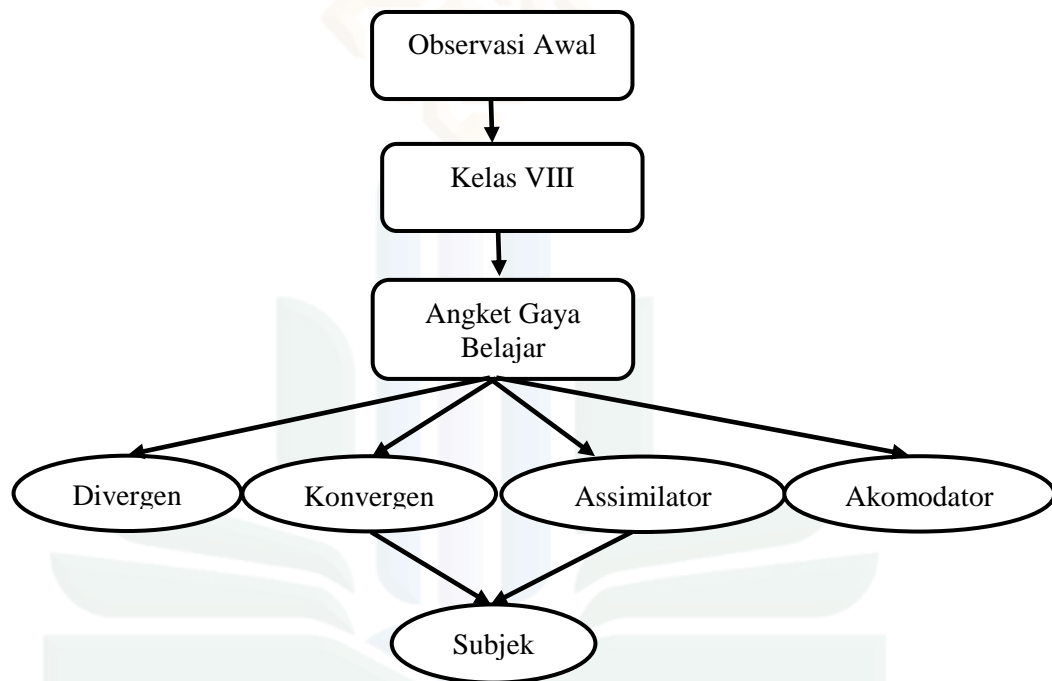 Observasi Awal
Kelas VIII
Angket Gaya
Belajar
Divergen
Konvergen
Assimilator
Akomodator
Subjek